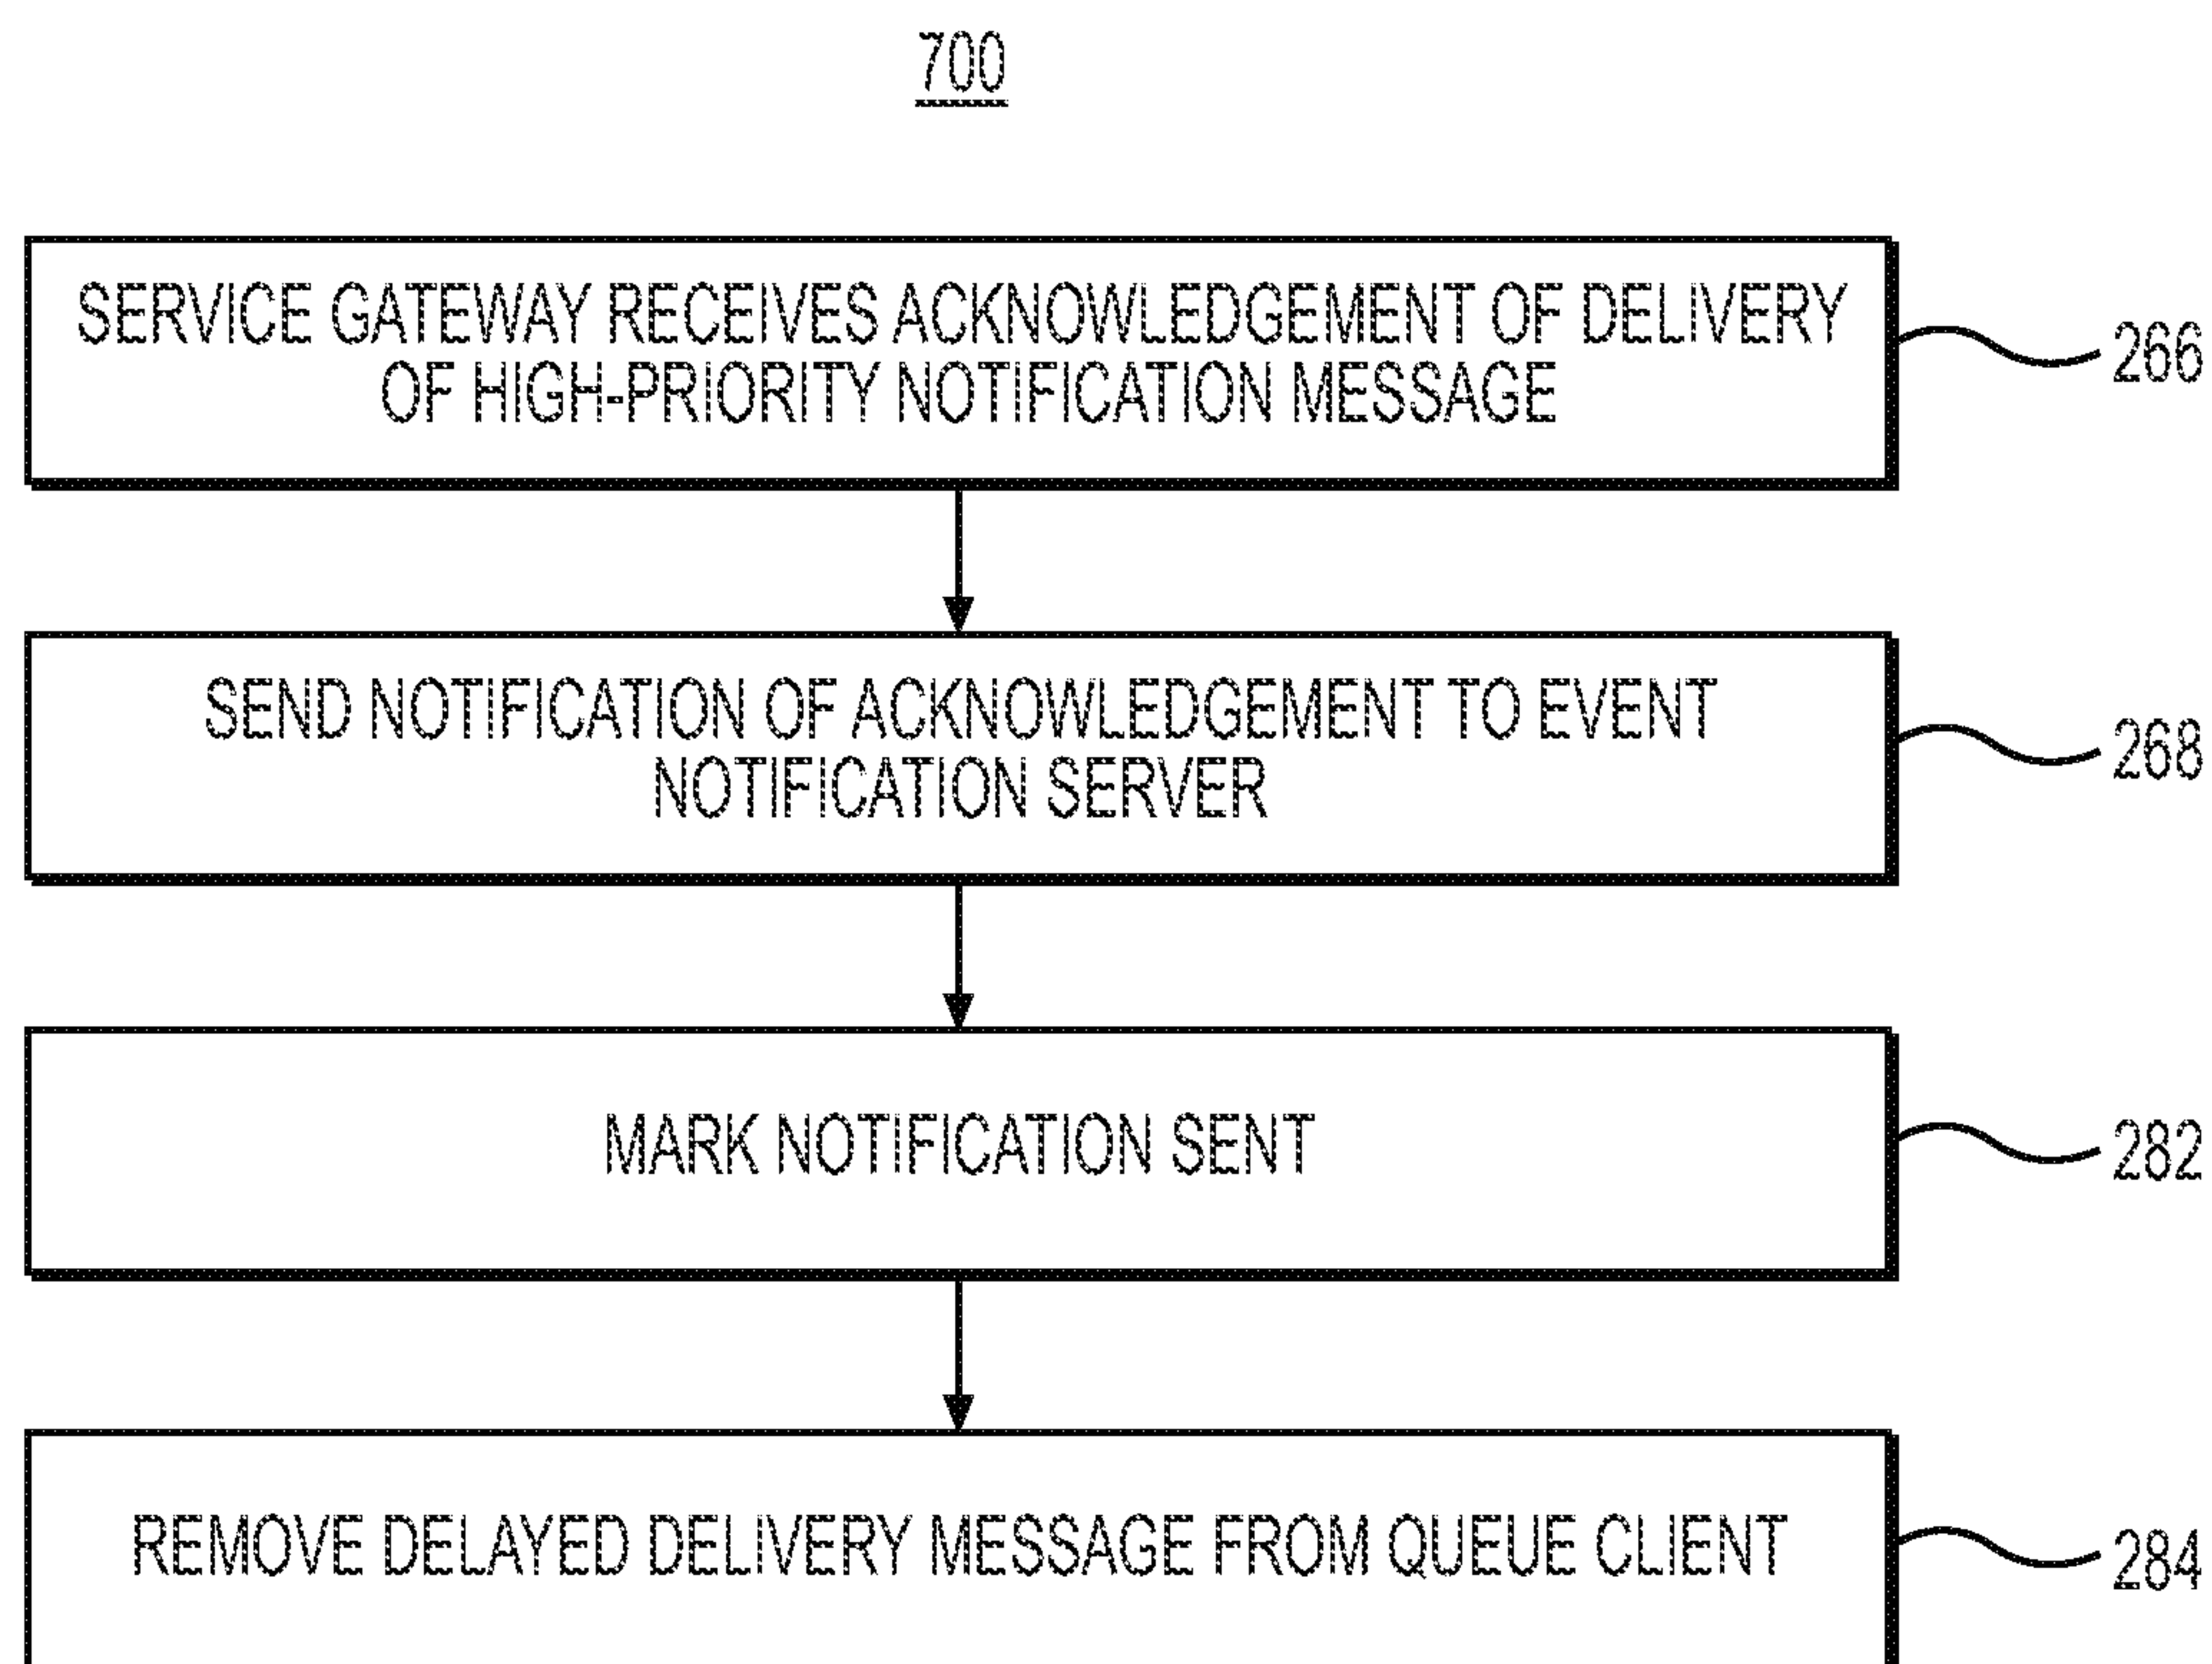 700
SERVICE GATEWAY RECEIVES ACKNOWLEDGEMENT OF DELIVERY
OF HIGH-PRIORITY NOTIFICATION MESSAGE
266
SEND NOTIFICATION OF ACKNOWLEDGEMENT TO EVENT
NOTIFICATION SERVER
268
MARK NOTIFICATION SENT
282
REMOVE DELAYED DELIVERY MESSAGE FROM QUEUE CLIENT
284